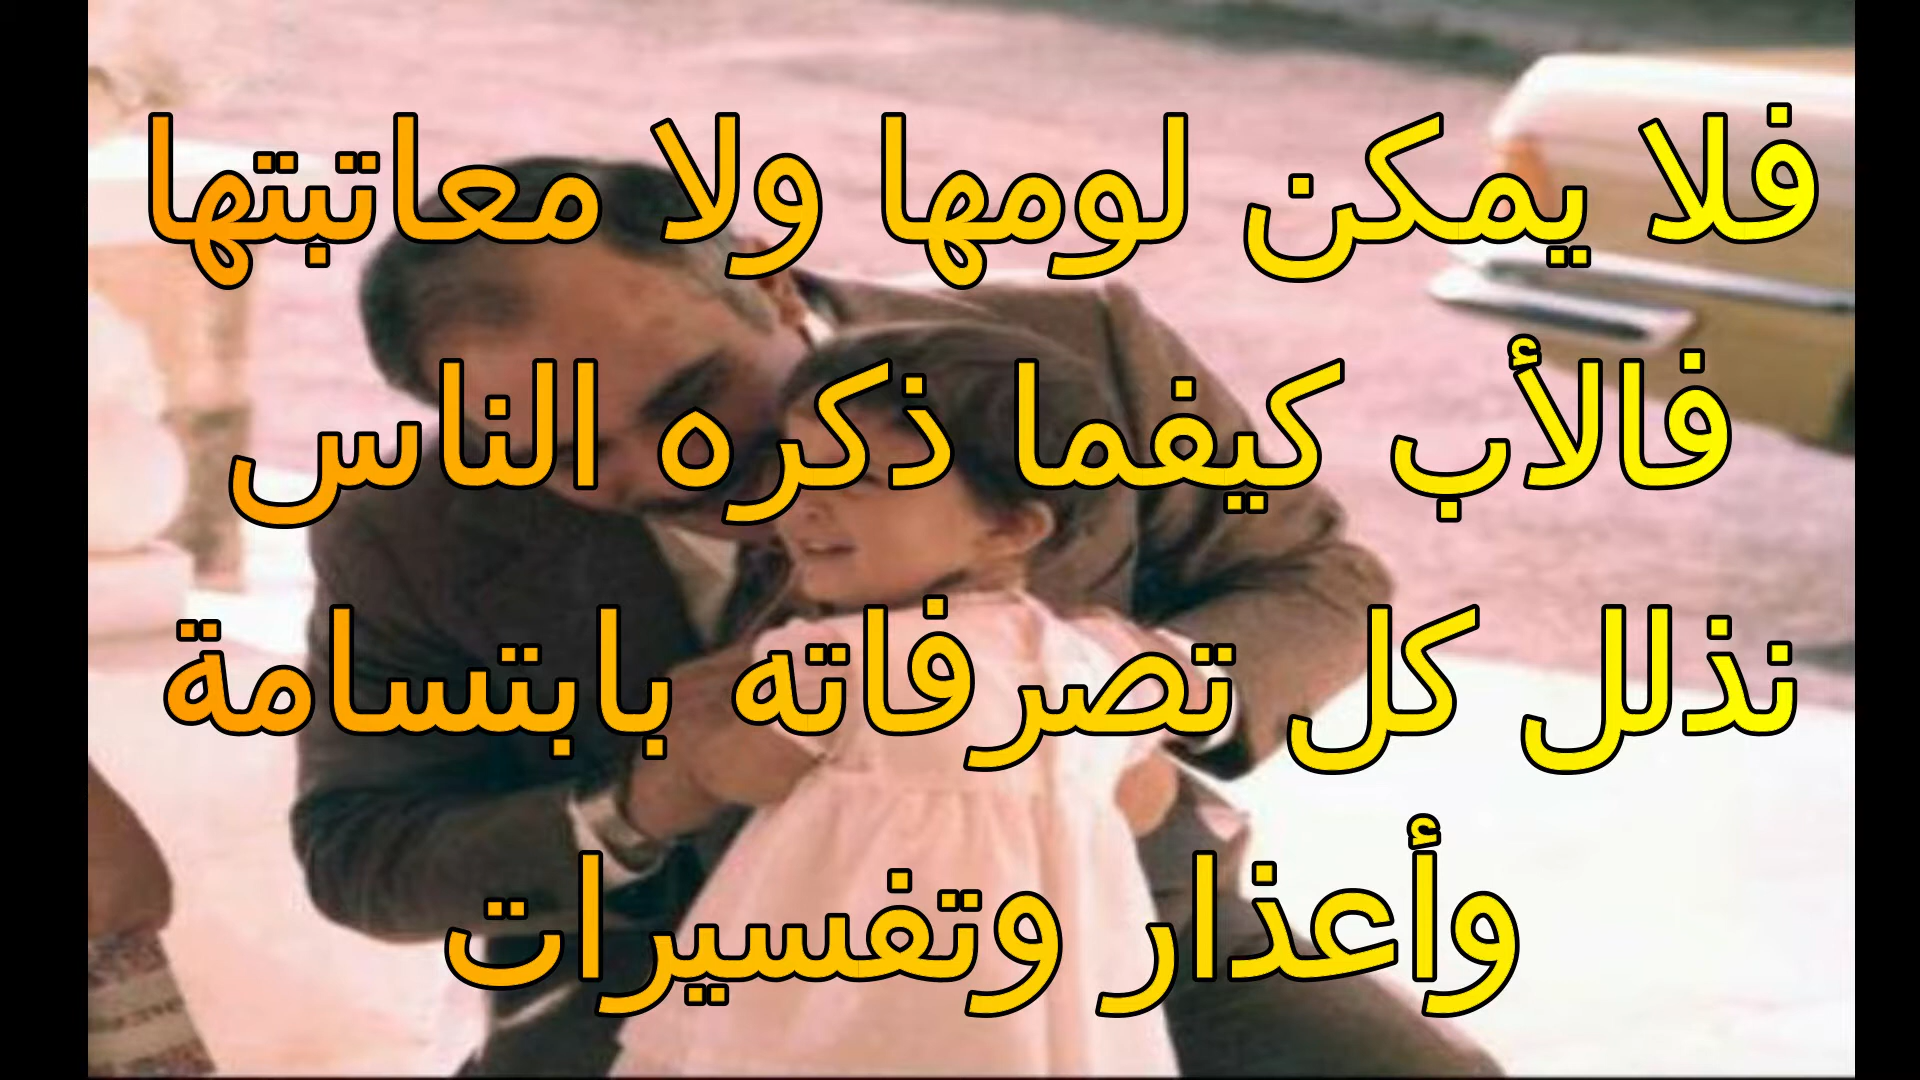 فلا يمكن لومها ولا معاتبتها
فالأب كيفما ذكره الناس
نذلل كل تصرفاته بابتسامة
وأعذار وتفسيرات